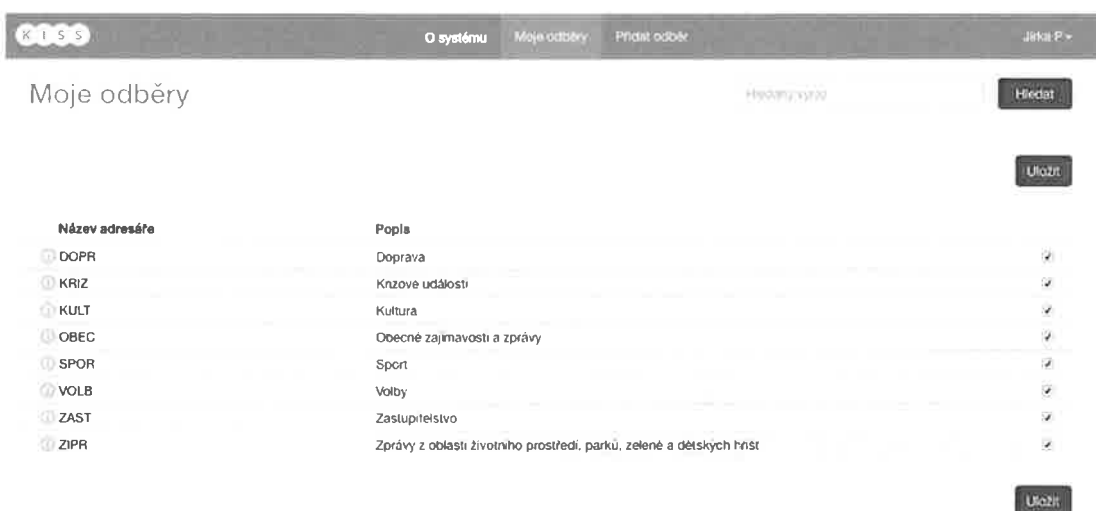 KISS O systému Moje odběry Přidat odběr Jirka P
Moje odběry Hledaný výraz Hledat
Uložit
Název adresáře Popis
DOPR Doprava
KRIZ Krizové události
KULT Kultura
OBEC Obecné zajímavosti a zprávy
SPOR Sport
VOLB Volby
ZAST Zastupitelstvo
ZIPR Zprávy z oblasti životního prostředí, parků, zeleně a dětských hřišť
Uložit